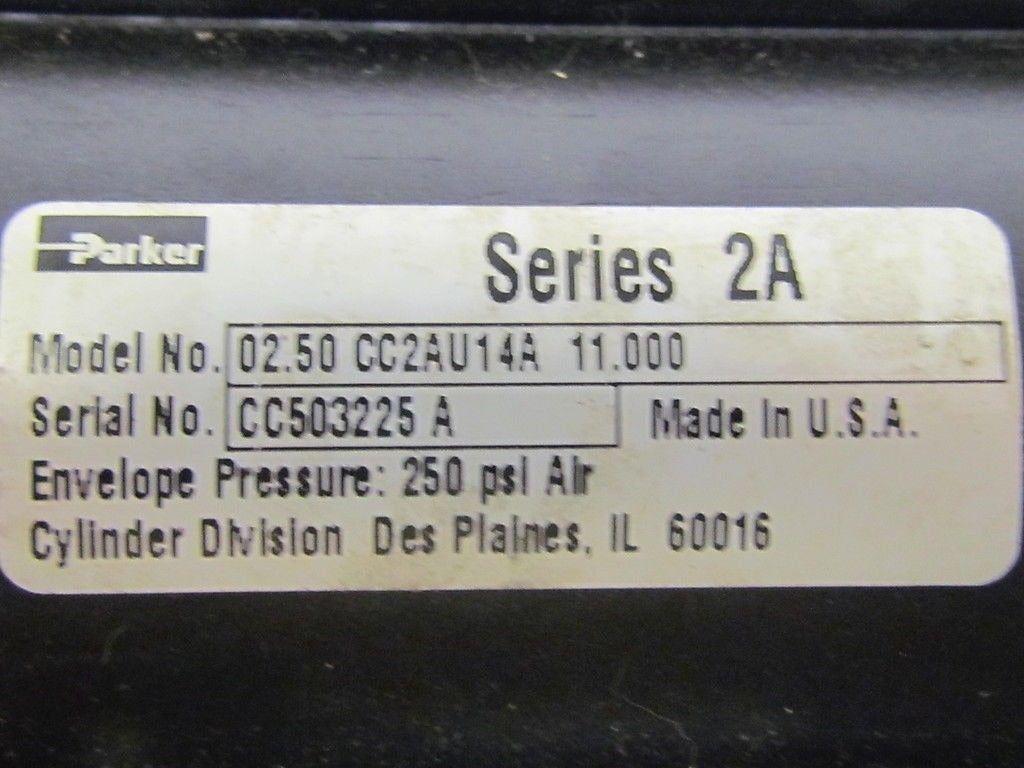 Parker
Series 2A
Model No. 02.50 CC2AU14A 11.000
Serial No. CC503225 A Made In U.S.A.
Envelope Pressure: 250 psi Air
Cylinder Division Des Plaines, IL 60016